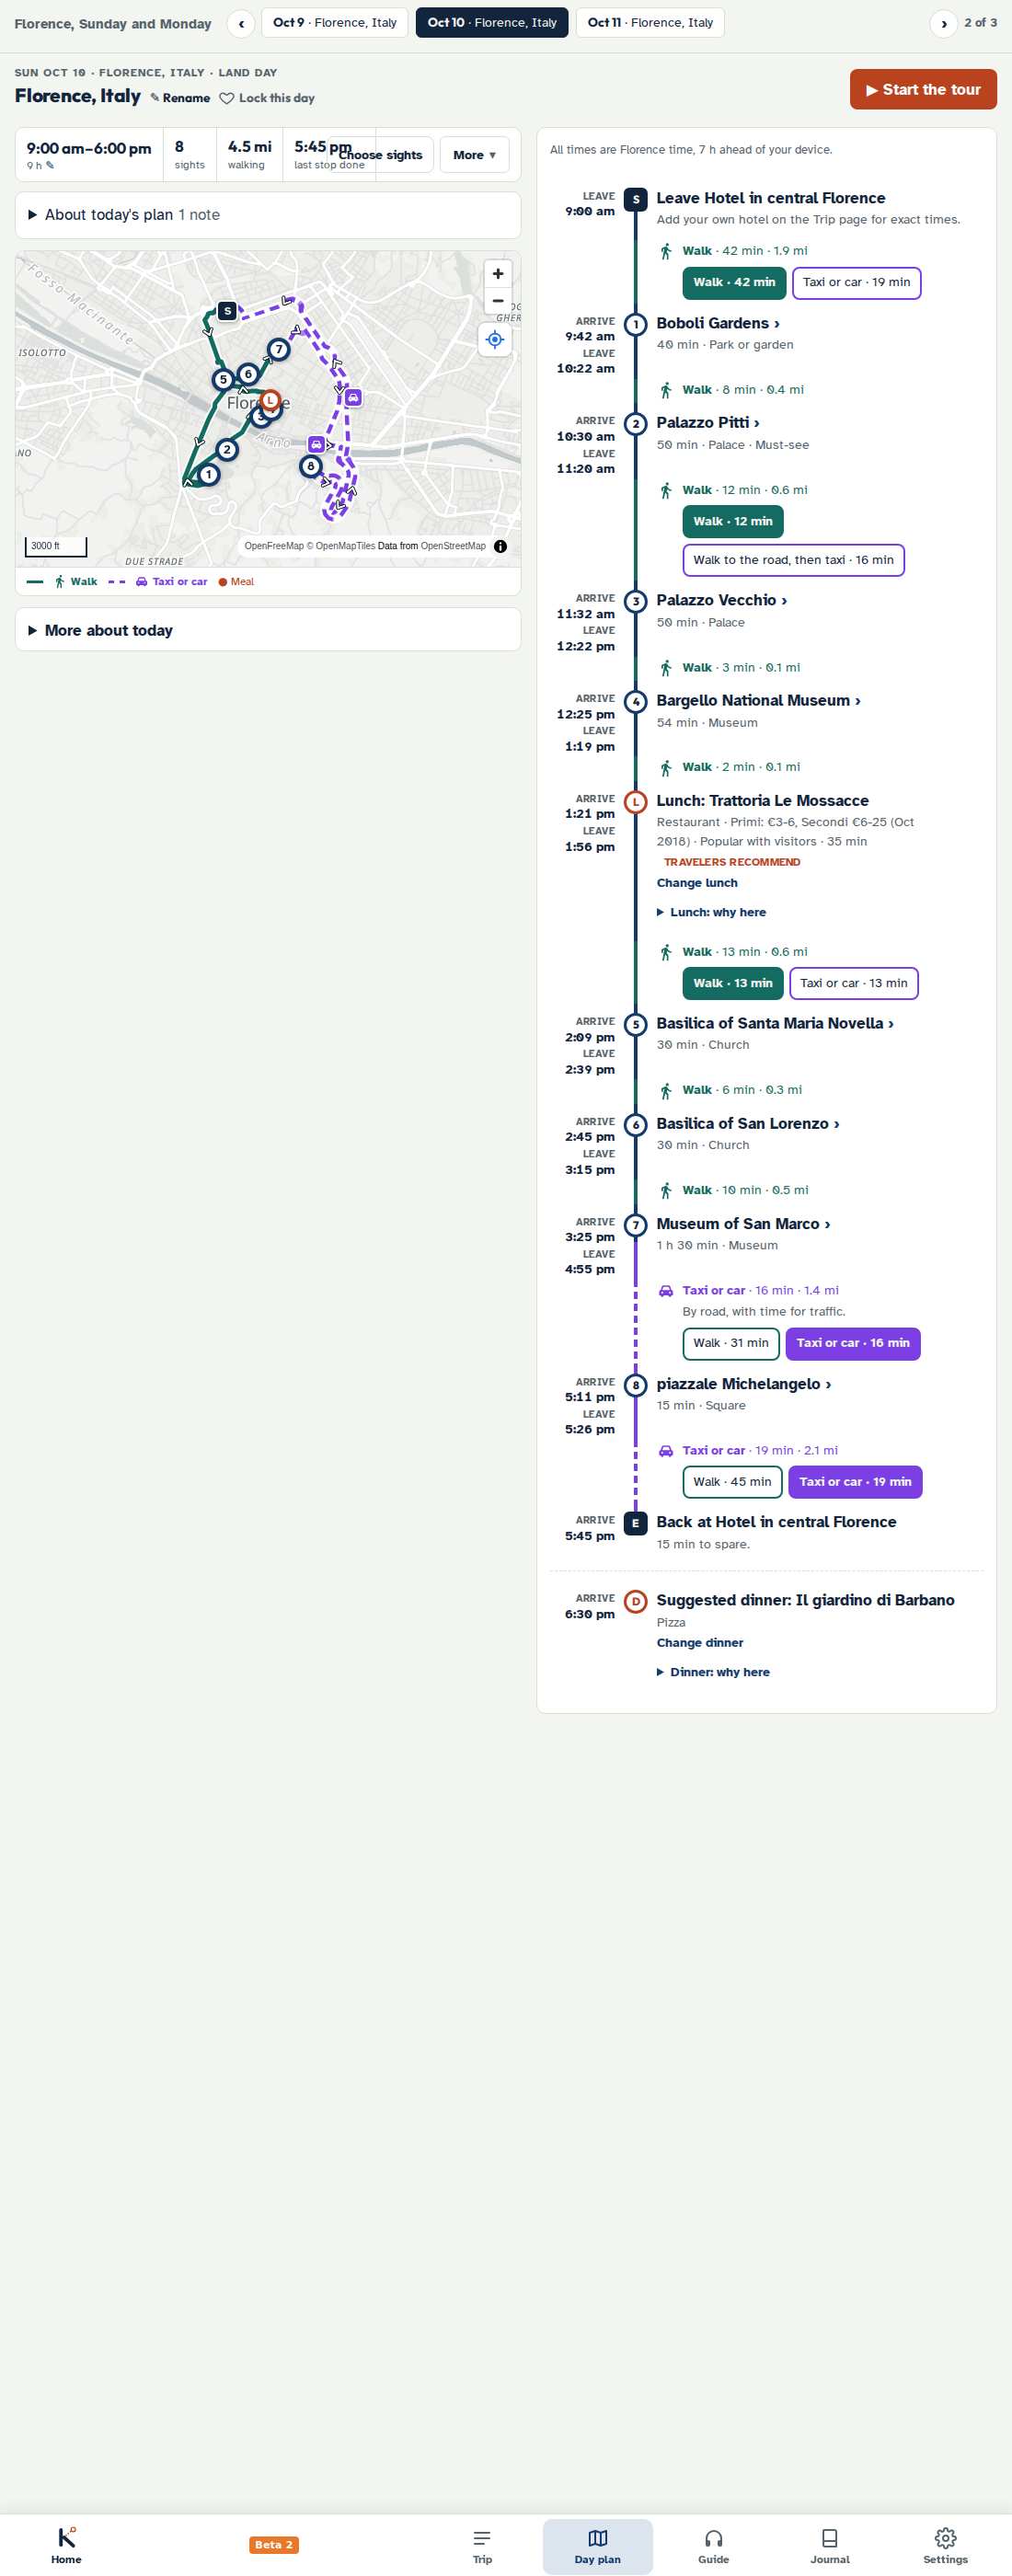 Florence, Sunday and Monday
‹
Oct 9 · Florence, Italy
Oct 10 · Florence, Italy
Oct 11 · Florence, Italy
›
2 of 3
SUN OCT 10 · FLORENCE, ITALY · LAND DAY
Florence, Italy ✎ Rename Lock this day
▶ Start the tour
9:00 am–6:00 pm
9 h ✎
8
sights
4.5 mi
walking
5:45 pm
last stop done
Choose sights
More ▾
▶ About today's plan 1 note
Fosso Macinante
ISOLOTTO
Arno
DUE STRADE
S
1
2
3
5
6
7
8
L
+
−
3000 ft
OpenFreeMap © OpenMapTiles Data from OpenStreetMap
Walk Taxi or car Meal
▶ More about today
All times are Florence time, 7 h ahead of your device.
LEAVE
9:00 am
S
Leave Hotel in central Florence
Add your own hotel on the Trip page for exact times.
Walk · 42 min · 1.9 mi
Walk · 42 min
Taxi or car · 19 min
ARRIVE
9:42 am
LEAVE
10:22 am
1
Boboli Gardens ›
40 min · Park or garden
Walk · 8 min · 0.4 mi
ARRIVE
10:30 am
LEAVE
11:20 am
2
Palazzo Pitti ›
50 min · Palace · Must-see
Walk · 12 min · 0.6 mi
Walk · 12 min
Walk to the road, then taxi · 16 min
ARRIVE
11:32 am
LEAVE
12:22 pm
3
Palazzo Vecchio ›
50 min · Palace
Walk · 3 min · 0.1 mi
ARRIVE
12:25 pm
LEAVE
1:19 pm
4
Bargello National Museum ›
54 min · Museum
Walk · 2 min · 0.1 mi
ARRIVE
1:21 pm
LEAVE
1:56 pm
L
Lunch: Trattoria Le Mossacce
Restaurant · Primi: €3-6, Secondi €6-25 (Oct
2018) · Popular with visitors · 35 min
TRAVELERS RECOMMEND
Change lunch
▶ Lunch: why here
Walk · 13 min · 0.6 mi
Walk · 13 min
Taxi or car · 13 min
ARRIVE
2:09 pm
LEAVE
2:39 pm
5
Basilica of Santa Maria Novella ›
30 min · Church
Walk · 6 min · 0.3 mi
ARRIVE
2:45 pm
LEAVE
3:15 pm
6
Basilica of San Lorenzo ›
30 min · Church
Walk · 10 min · 0.5 mi
ARRIVE
3:25 pm
LEAVE
4:55 pm
7
Museum of San Marco ›
1 h 30 min · Museum
Taxi or car · 16 min · 1.4 mi
By road, with time for traffic.
Walk · 31 min
Taxi or car · 16 min
ARRIVE
5:11 pm
LEAVE
5:26 pm
8
piazzale Michelangelo ›
15 min · Square
Taxi or car · 19 min · 2.1 mi
Walk · 45 min
Taxi or car · 19 min
ARRIVE
5:45 pm
E
Back at Hotel in central Florence
15 min to spare.
ARRIVE
6:30 pm
D
Suggested dinner: Il giardino di Barbano
Pizza
Change dinner
▶ Dinner: why here
Home
Beta 2
Trip
Day plan
Guide
Journal
Settings